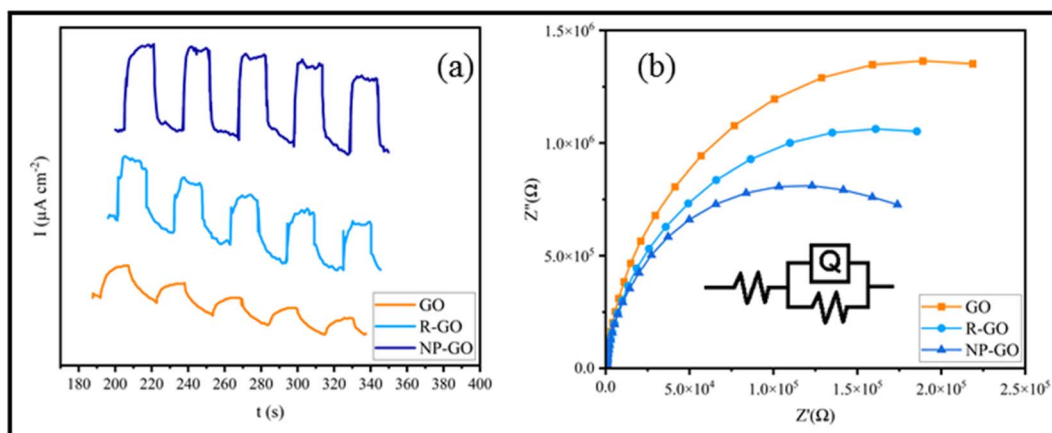 (a)
I (μA cm⁻²)
GO
R-GO
NP-GO
180 200 220 240 260 280 300 320 340 360 380 400
t (s)
(b)
Z''(Ω)
1.5×10⁶
1.0×10⁶
5.0×10⁵
0.0
Q
GO
R-GO
NP-GO
0.0 5.0×10⁴ 1.0×10⁵ 1.5×10⁵ 2.0×10⁵ 2.5×10⁵
Z'(Ω)